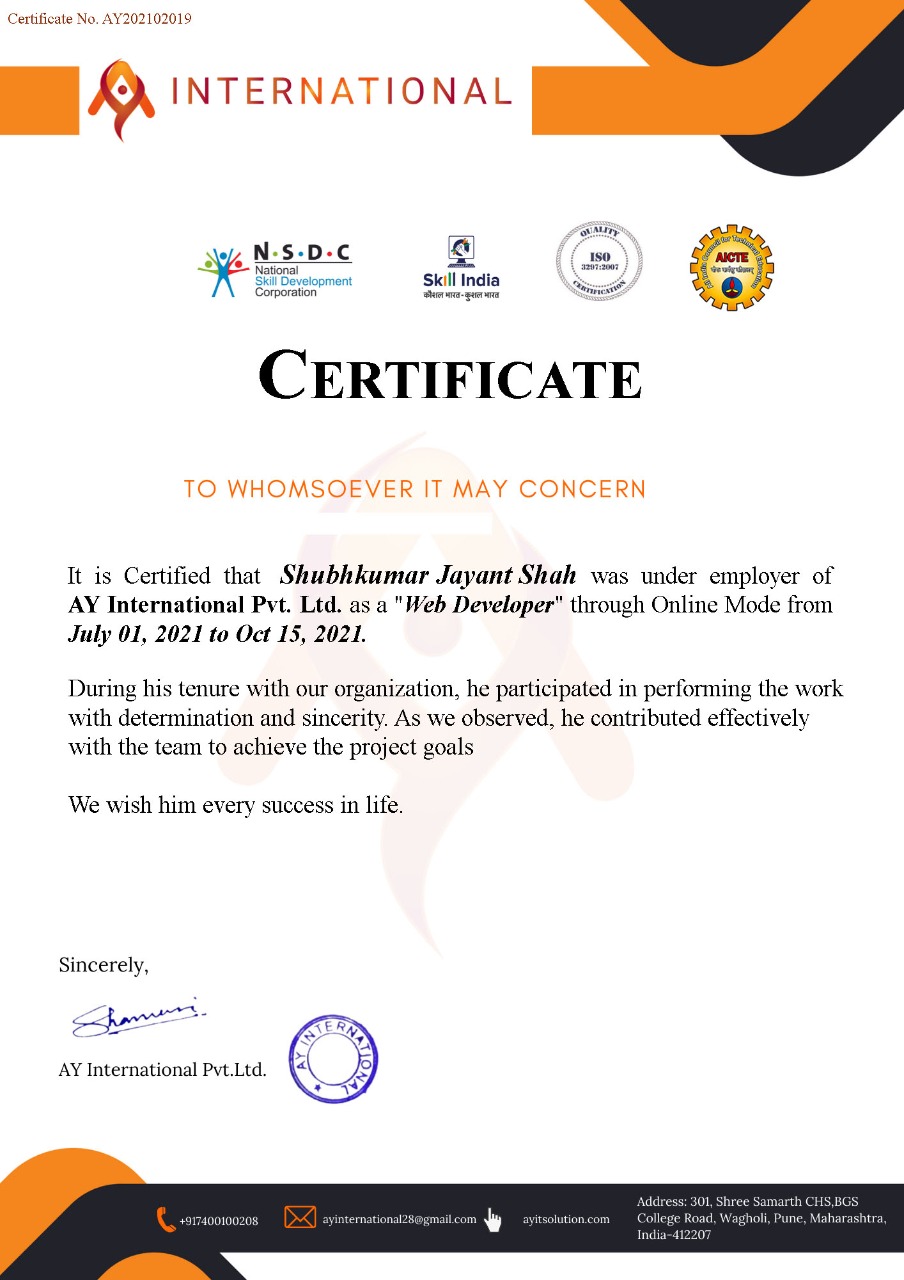 Certificate No. AY202102019
INTERNATIONAL
N·S·D·C
National
Skill Development
Corporation
Skill India
कौशल भारत-कुशल भारत
QUALITY
ISO
3297:2007
CERTIFICATION
All India Council for Technical Education
AICTE
CERTIFICATE
TO WHOMSOEVER IT MAY CONCERN
It is Certified that Shubhkumar Jayant Shah was under employer of
AY International Pvt. Ltd. as a "Web Developer" through Online Mode from
July 01, 2021 to Oct 15, 2021.
During his tenure with our organization, he participated in performing the work
with determination and sincerity. As we observed, he contributed effectively
with the team to achieve the project goals
We wish him every success in life.
Sincerely,
AY International Pvt.Ltd.
AY INTERNATIONAL
+917400100208
ayinternational28@gmail.com
ayitsolution.com
Address: 301, Shree Samarth CHS,BGS
College Road, Wagholi, Pune, Maharashtra,
India-412207